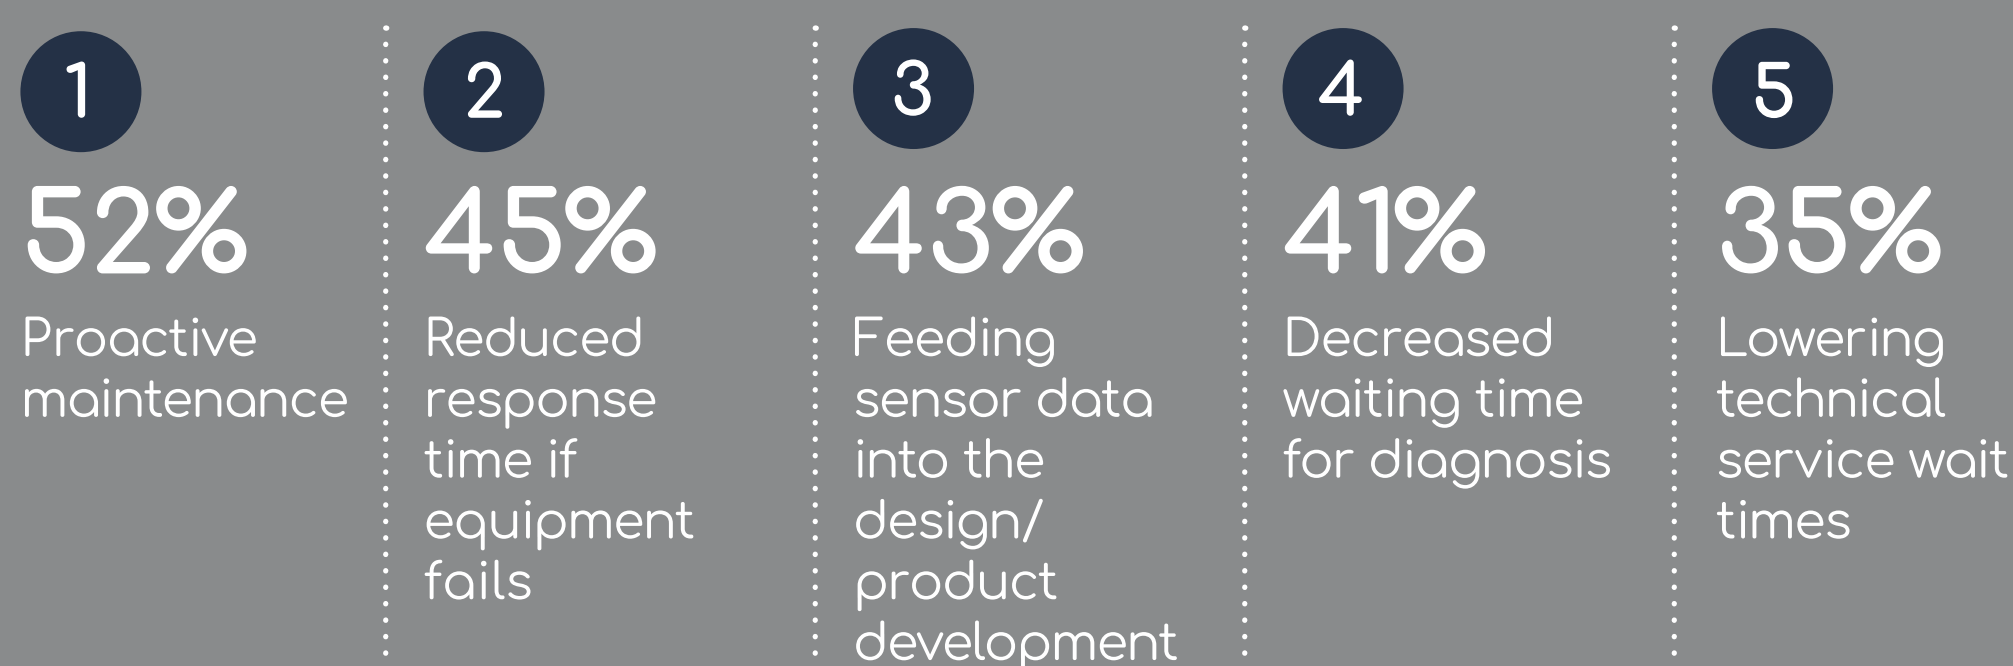 1
52%
Proactive
maintenance
2
45%
Reduced
response
time if
equipment
fails
3
43%
Feeding
sensor data
into the
design/
product
development
4
41%
Decreased
waiting time
for diagnosis
5
35%
Lowering
technical
service wait
times